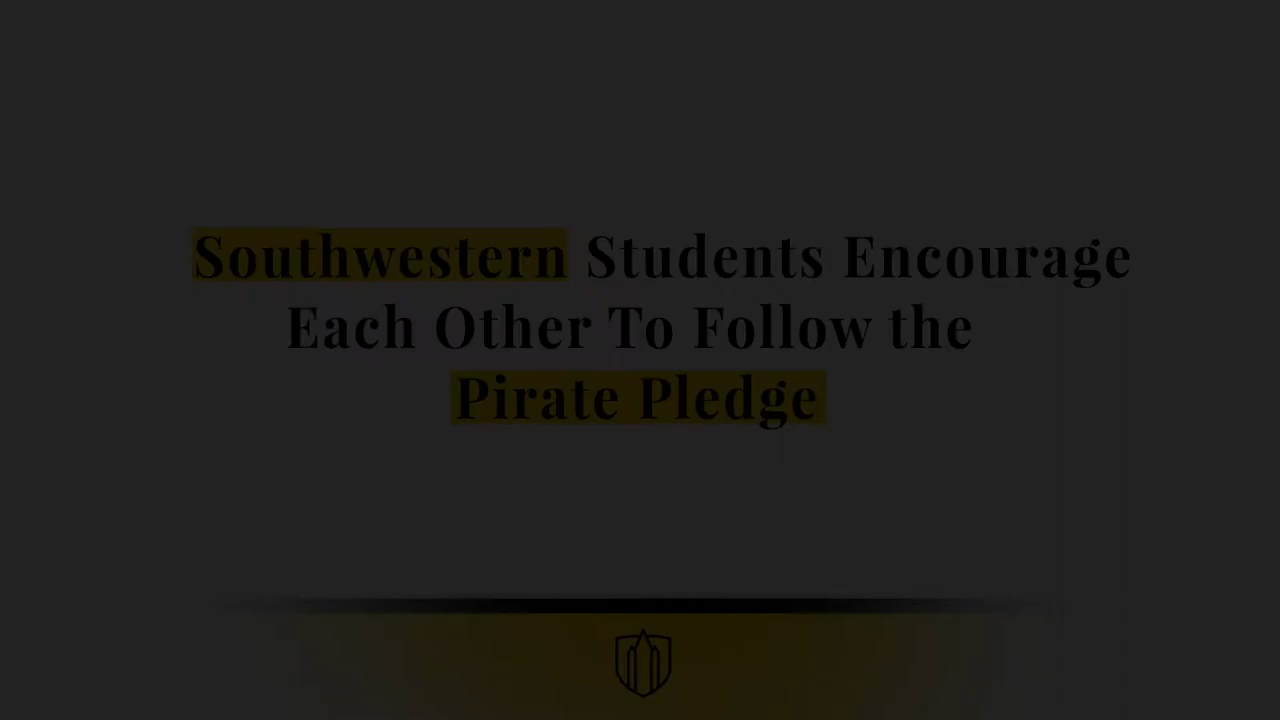 Southwestern Students Encourage
Each Other To Follow the
Pirate Pledge